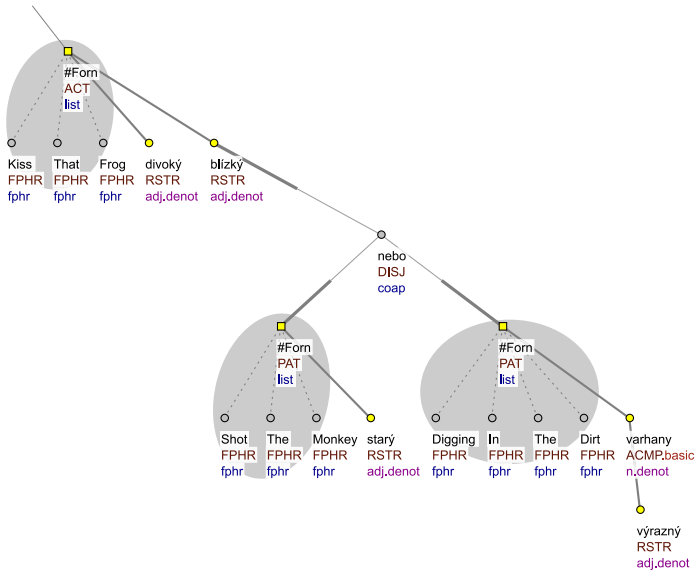 #Forn
ACT
list
Kiss That Frog divoký blízký
FPHR FPHR FPHR RSTR RSTR
fphr fphr fphr adj.denot adj.denot
nebo
DISJ
coap
#Forn #Forn
PAT PAT
list list
Shot The Monkey starý Digging In The Dirt varhany
FPHR FPHR FPHR RSTR FPHR FPHR FPHR FPHR ACMP.basic
fphr fphr fphr adj.denot fphr fphr fphr fphr n.denot
výrazný
RSTR
adj.denot